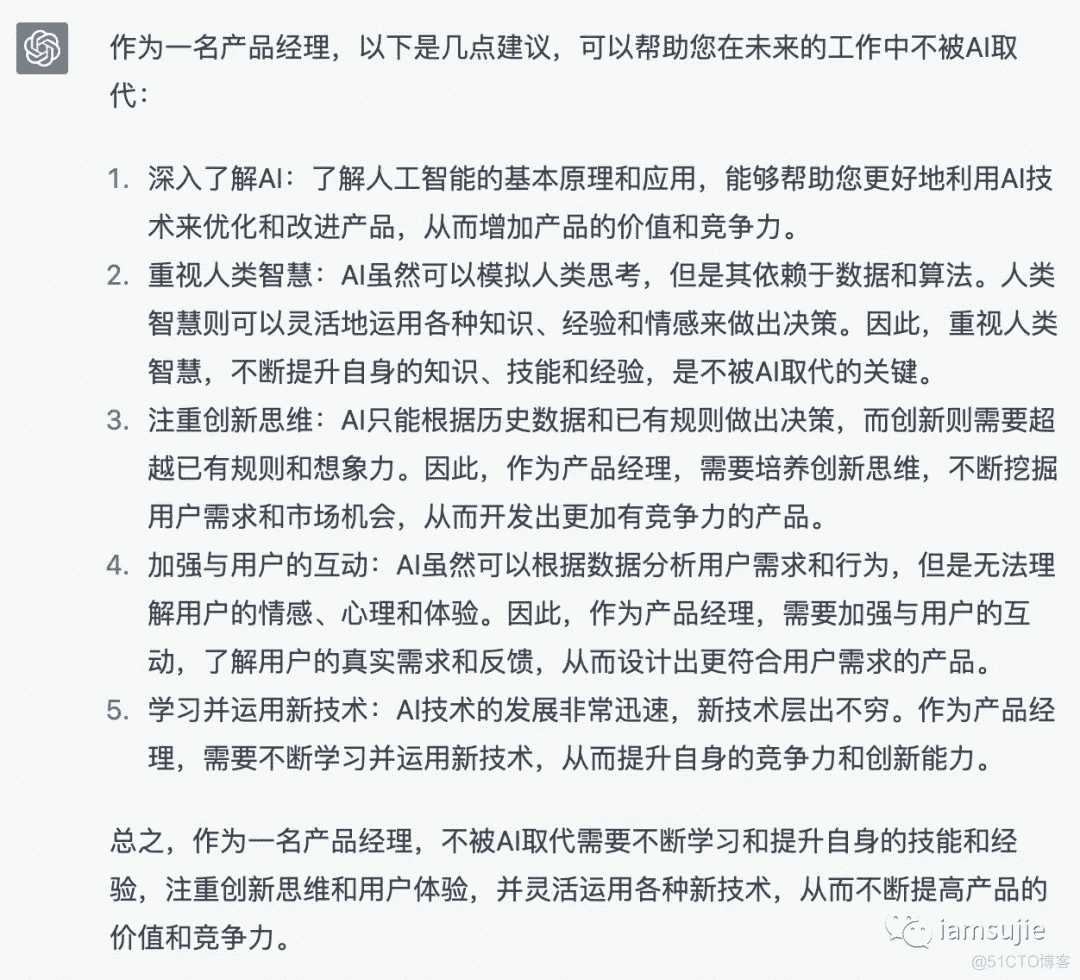 作为一名产品经理，以下是几点建议，可以帮助您在未来的工作中不被AI取
代：
1. 深入了解AI：了解人工智能的基本原理和应用，能够帮助您更好地利用AI技
术来优化和改进产品，从而增加产品的价值和竞争力。
2. 重视人类智慧：AI虽然可以模拟人类思考，但是其依赖于数据和算法。人类
智慧则可以灵活地运用各种知识、经验和情感来做出决策。因此，重视人类
智慧，不断提升自身的知识、技能和经验，是不被AI取代的关键。
3. 注重创新思维：AI只能根据历史数据和已有规则做出决策，而创新则需要超
越已有规则和想象力。因此，作为产品经理，需要培养创新思维，不断挖掘
用户需求和市场机会，从而开发出更加有竞争力的产品。
4. 加强与用户的互动：AI虽然可以根据数据分析用户需求和行为，但是无法理
解用户的情感、心理和体验。因此，作为产品经理，需要加强与用户的互
动，了解用户的真实需求和反馈，从而设计出更符合用户需求的产品。
5. 学习并运用新技术：AI技术的发展非常迅速，新技术层出不穷。作为产品经
理，需要不断学习并运用新技术，从而提升自身的竞争力和创新能力。
总之，作为一名产品经理，不被AI取代需要不断学习和提升自身的技能和经
验，注重创新思维和用户体验，并灵活运用各种新技术，从而不断提高产品的
价值和竞争力。
iamsujie
@51CTO博客